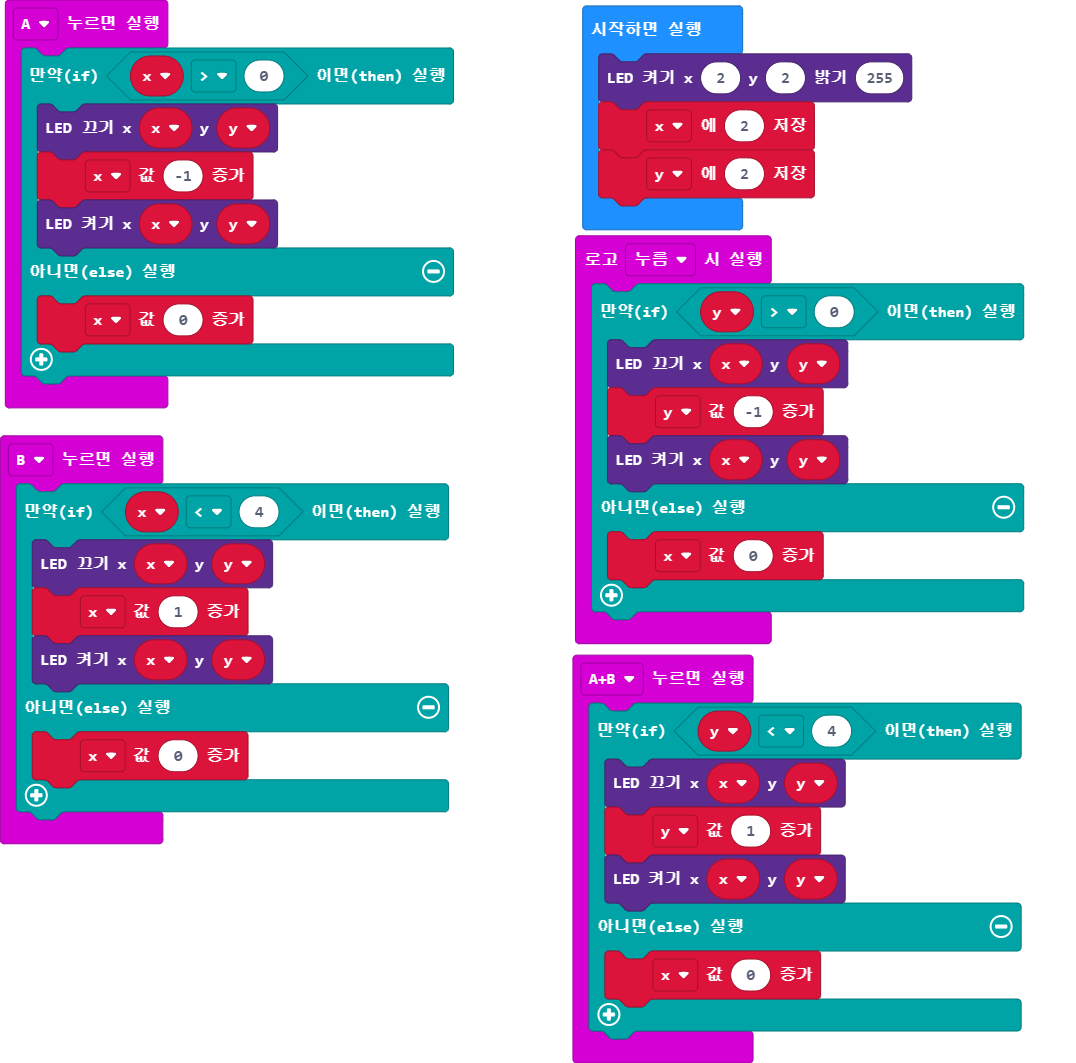 A 누르면 실행
만약(if) x > 0 이면(then) 실행
LED 끄기 x x y y
x 값 -1 증가
LED 켜기 x x y y
아니면(else) 실행
x 값 0 증가
B 누르면 실행
만약(if) x < 4 이면(then) 실행
LED 끄기 x x y y
x 값 1 증가
LED 켜기 x x y y
아니면(else) 실행
x 값 0 증가
시작하면 실행
LED 켜기 x 2 y 2 밝기 255
x 에 2 저장
y 에 2 저장
로고 누름 시 실행
만약(if) y > 0 이면(then) 실행
LED 끄기 x x y y
y 값 -1 증가
LED 켜기 x x y y
아니면(else) 실행
x 값 0 증가
A+B 누르면 실행
만약(if) y < 4 이면(then) 실행
LED 끄기 x x y y
y 값 1 증가
LED 켜기 x x y y
아니면(else) 실행
x 값 0 증가